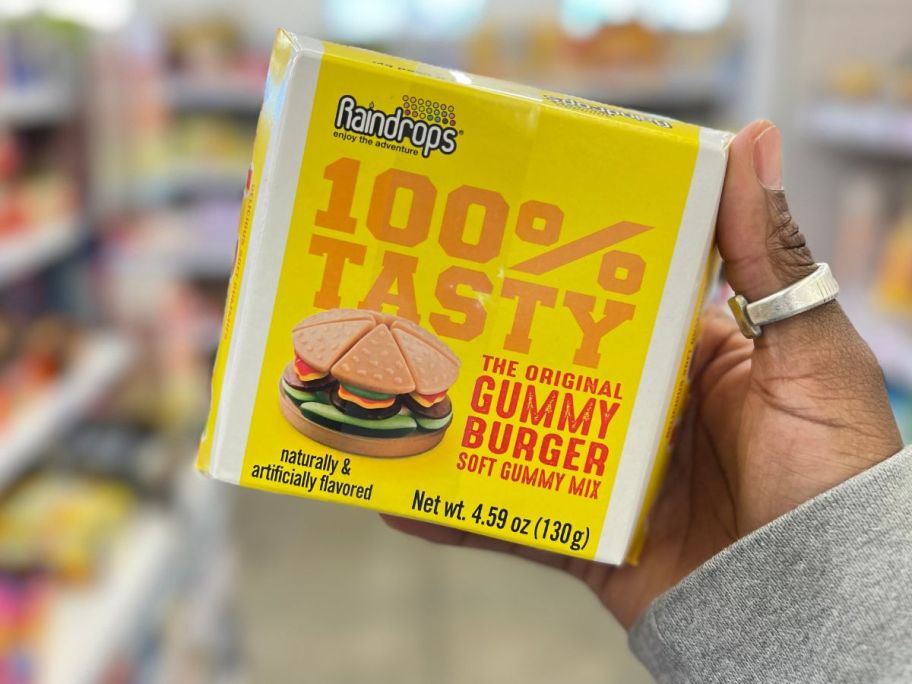 Raindrops®
enjoy the adventure
100%
TASTY
THE ORIGINAL
GUMMY
BURGER
SOFT GUMMY MIX
naturally &
artificially flavored
Net wt. 4.59 oz (130g)
Raindrops